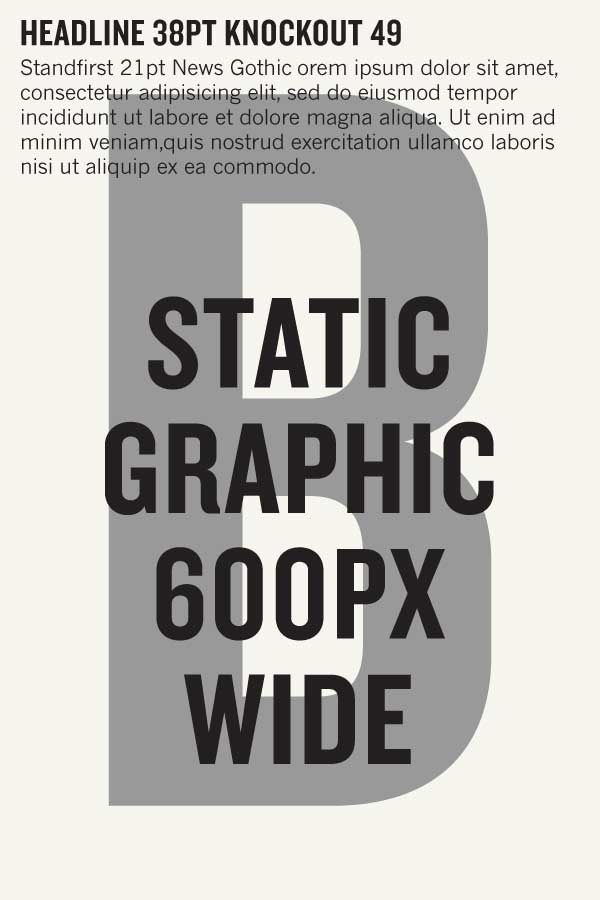 HEADLINE 38PT KNOCKOUT 49
Standfirst 21pt News Gothic orem ipsum dolor sit amet,
consectetur adipisicing elit, sed do eiusmod tempor
incididunt ut labore et dolore magna aliqua. Ut enim ad
minim veniam,quis nostrud exercitation ullamco laboris
nisi ut aliquip ex ea commodo.
B
STATIC
GRAPHIC
600PX
WIDE